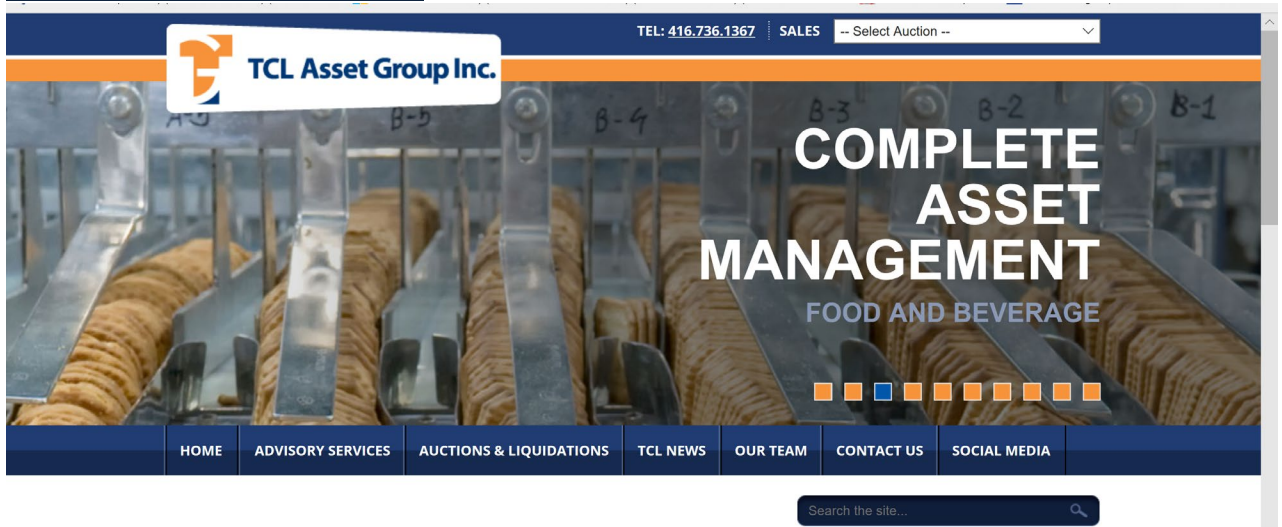 TEL: 416.736.1367 SALES -- Select Auction --
TCL Asset Group Inc.
B-5 B-4 B-3 B-2 B-1
COMPLETE
ASSET
MANAGEMENT
FOOD AND BEVERAGE
HOME ADVISORY SERVICES AUCTIONS & LIQUIDATIONS TCL NEWS OUR TEAM CONTACT US SOCIAL MEDIA
Search the site...